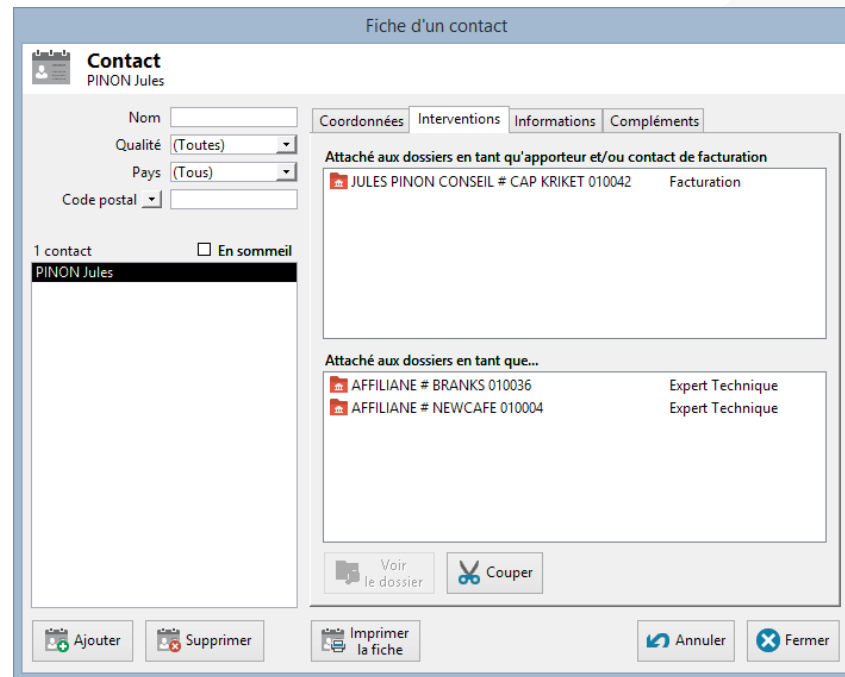 Fiche d'un contact
Contact
PINON Jules
Nom
Qualité (Toutes)
Pays (Tous)
Code postal
1 contact En sommeil
PINON Jules
Coordonnées Interventions Informations Compléments
Attaché aux dossiers en tant qu'apporteur et/ou contact de facturation
JULES PINON CONSEIL # CAP KRIKET 010042 Facturation
Attaché aux dossiers en tant que...
AFFILIANE # BRANKS 010036 Expert Technique
AFFILIANE # NEWCAFE 010004 Expert Technique
Voir
le dossier
Couper
Ajouter
Supprimer
Imprimer
la fiche
Annuler
Fermer